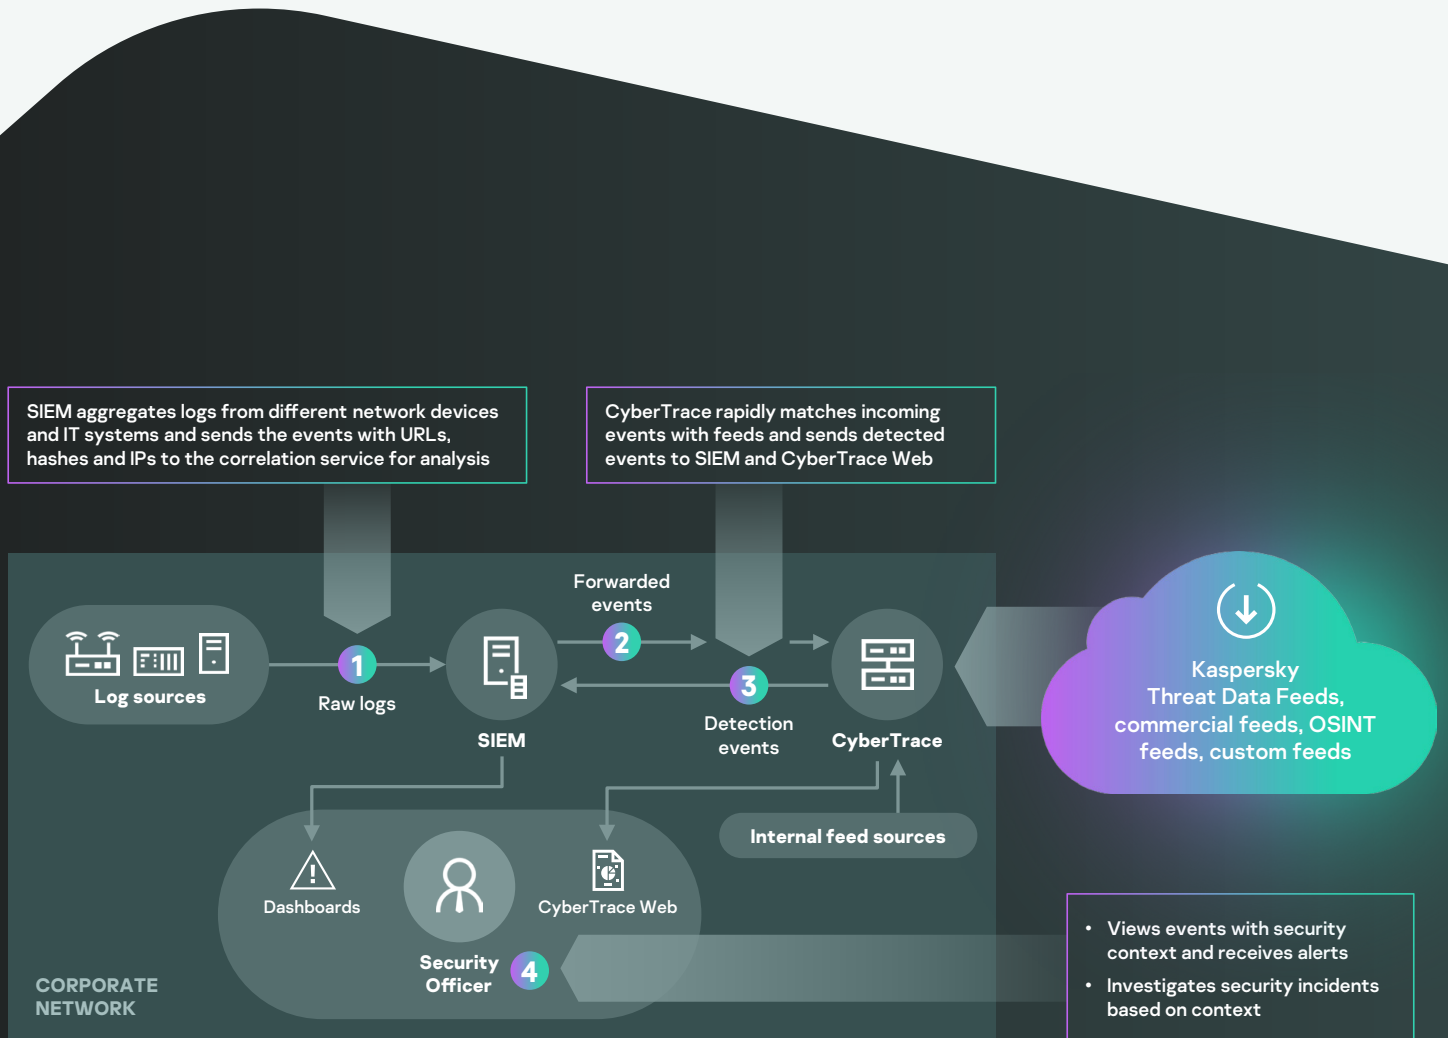 SIEM aggregates logs from different network devices
and IT systems and sends the events with URLs,
hashes and IPs to the correlation service for analysis
CyberTrace rapidly matches incoming
events with feeds and sends detected
events to SIEM and CyberTrace Web
Log sources
1
Raw logs
SIEM
Forwarded
events
2
3
Detection
events
CyberTrace
Kaspersky
Threat Data Feeds,
commercial feeds, OSINT
feeds, custom feeds
Internal feed sources
!
Dashboards
CyberTrace Web
Security
Officer
4
CORPORATE
NETWORK
• Views events with security
context and receives alerts
• Investigates security incidents
based on context